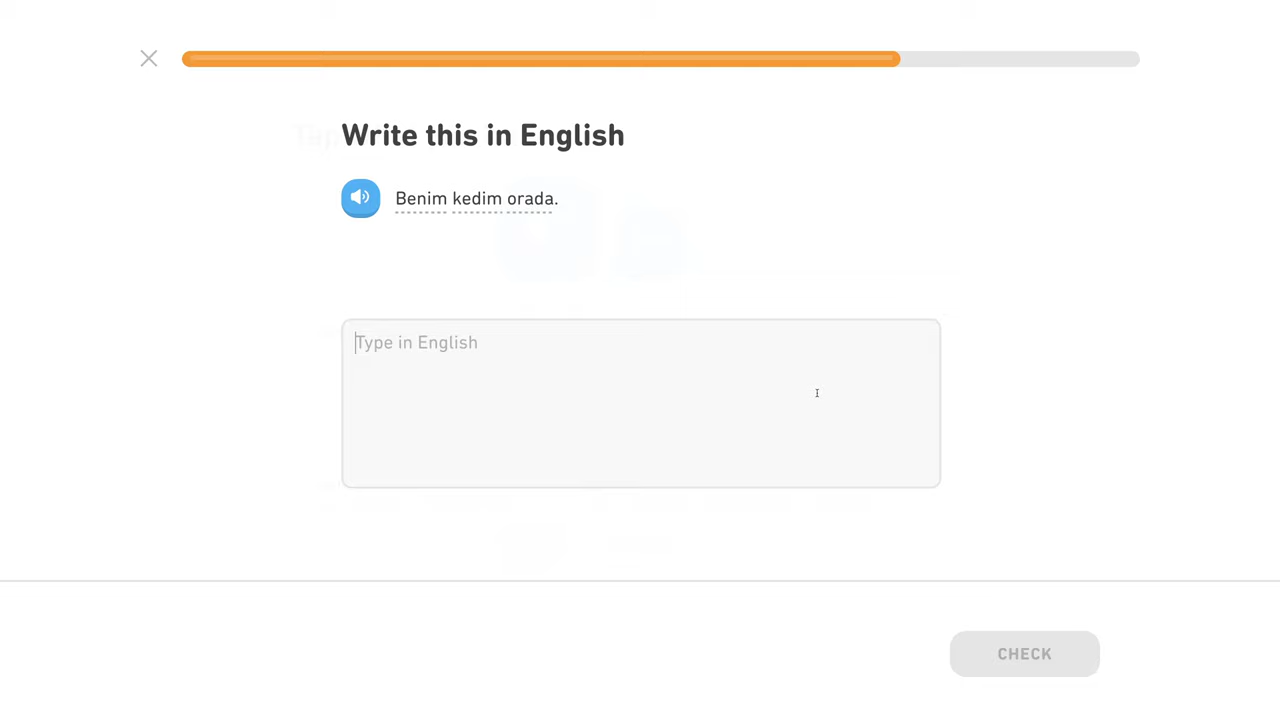 Write this in English
Benim kedim orada.
Type in English
CHECK